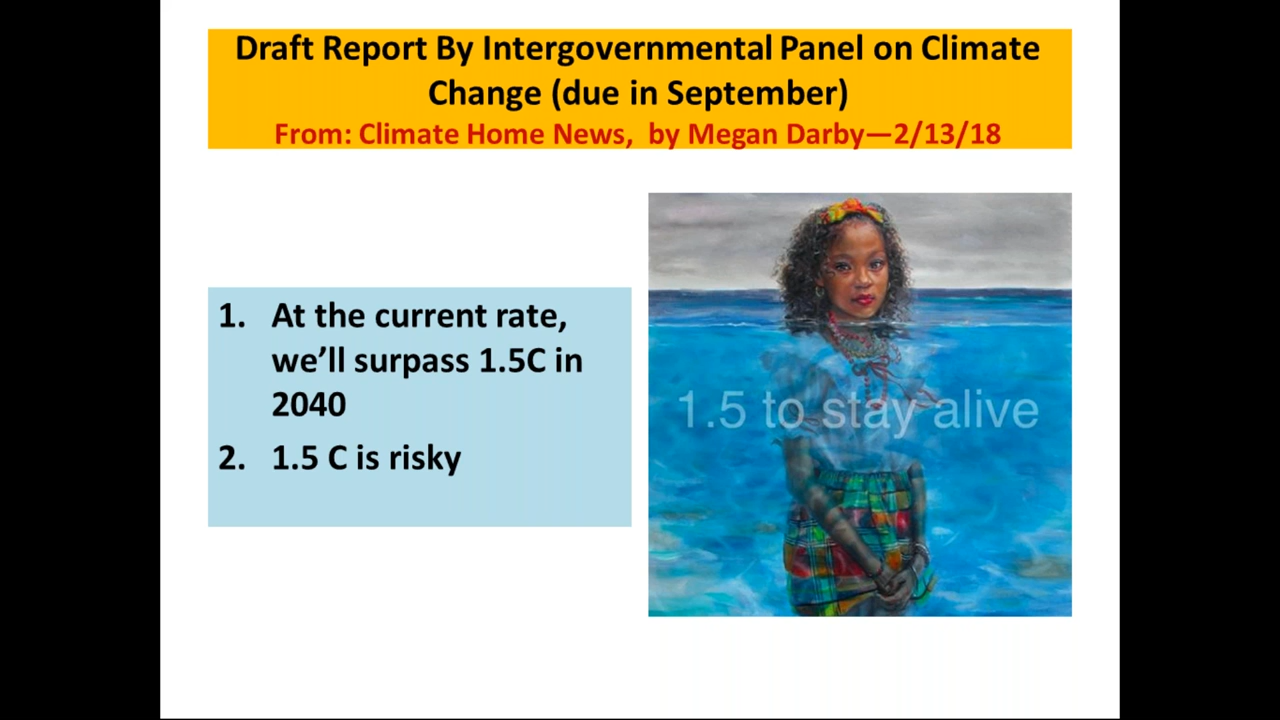 Draft Report By Intergovernmental Panel on Climate
Change (due in September)
From: Climate Home News,  by Megan Darby—2/13/18
1. At the current rate,
we’ll surpass 1.5C in
2040
2. 1.5 C is risky
1.5 to stay alive